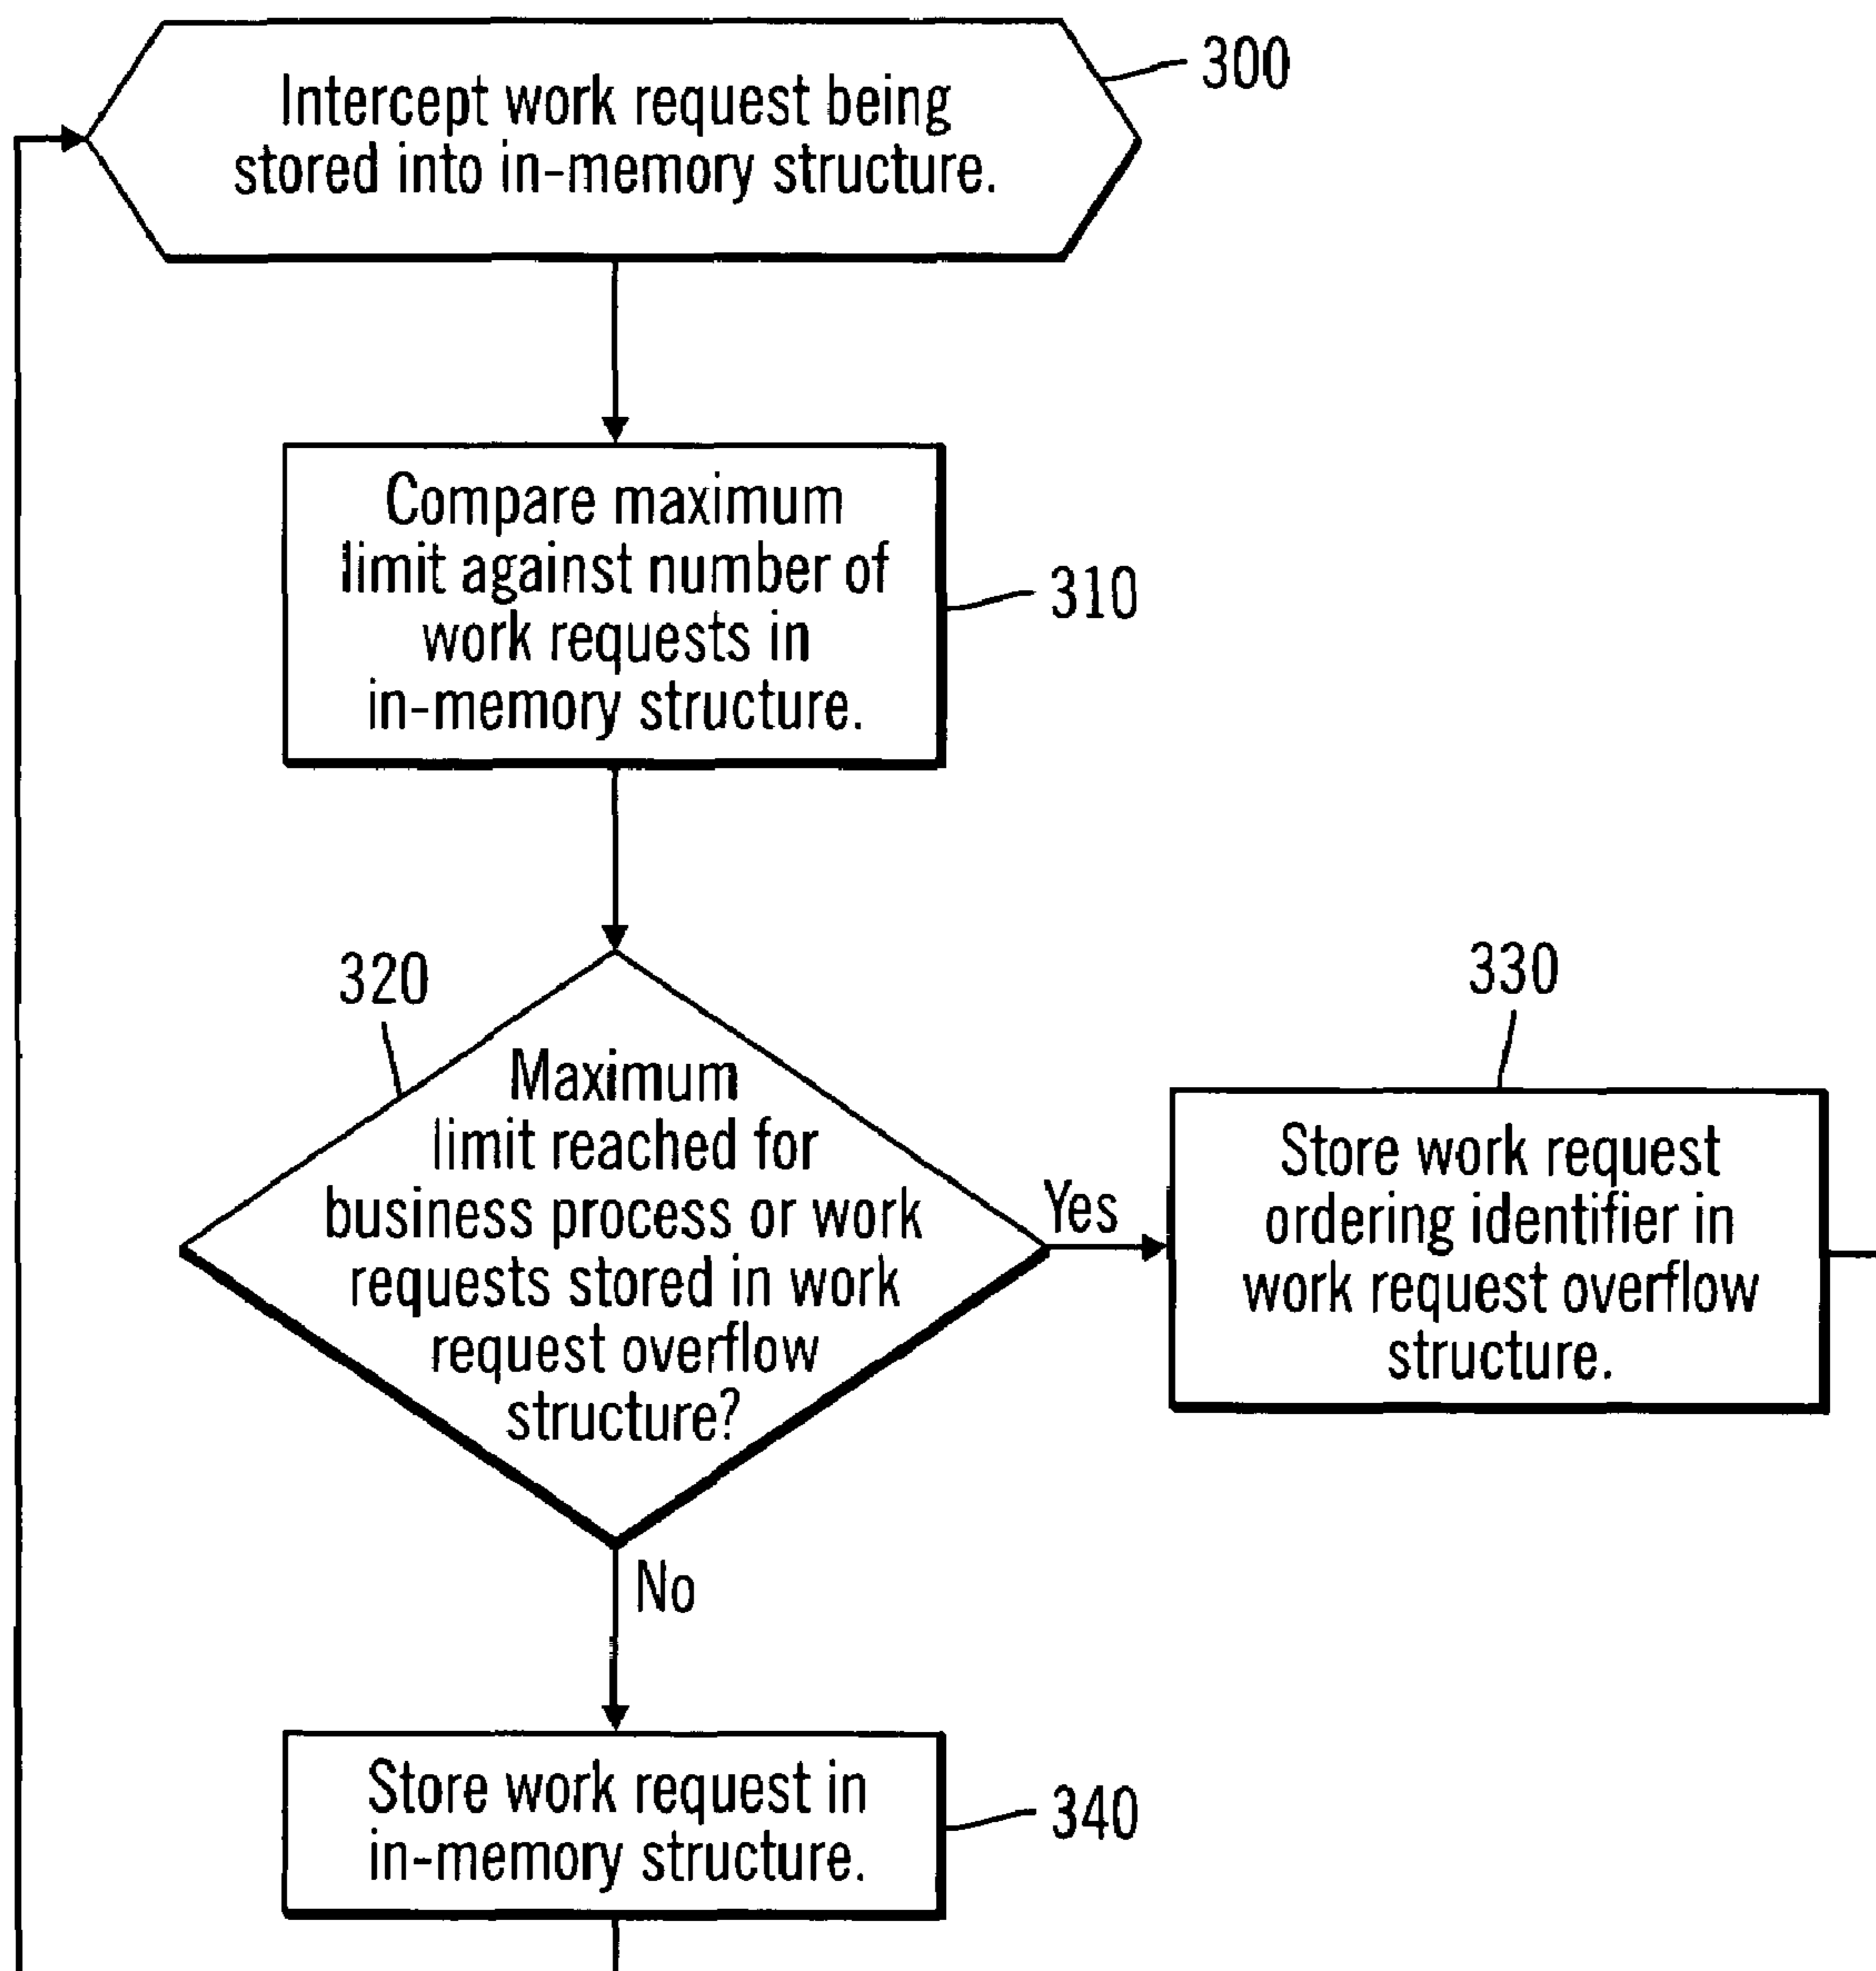 Intercept work request being
stored into in-memory structure.
300
Compare maximum
limit against number of
work requests in
in-memory structure.
310
320
Maximum
limit reached for
business process or work
requests stored in work
request overflow
structure?
Yes
330
Store work request
ordering identifier in
work request overflow
structure.
No
Store work request in
in-memory structure.
340